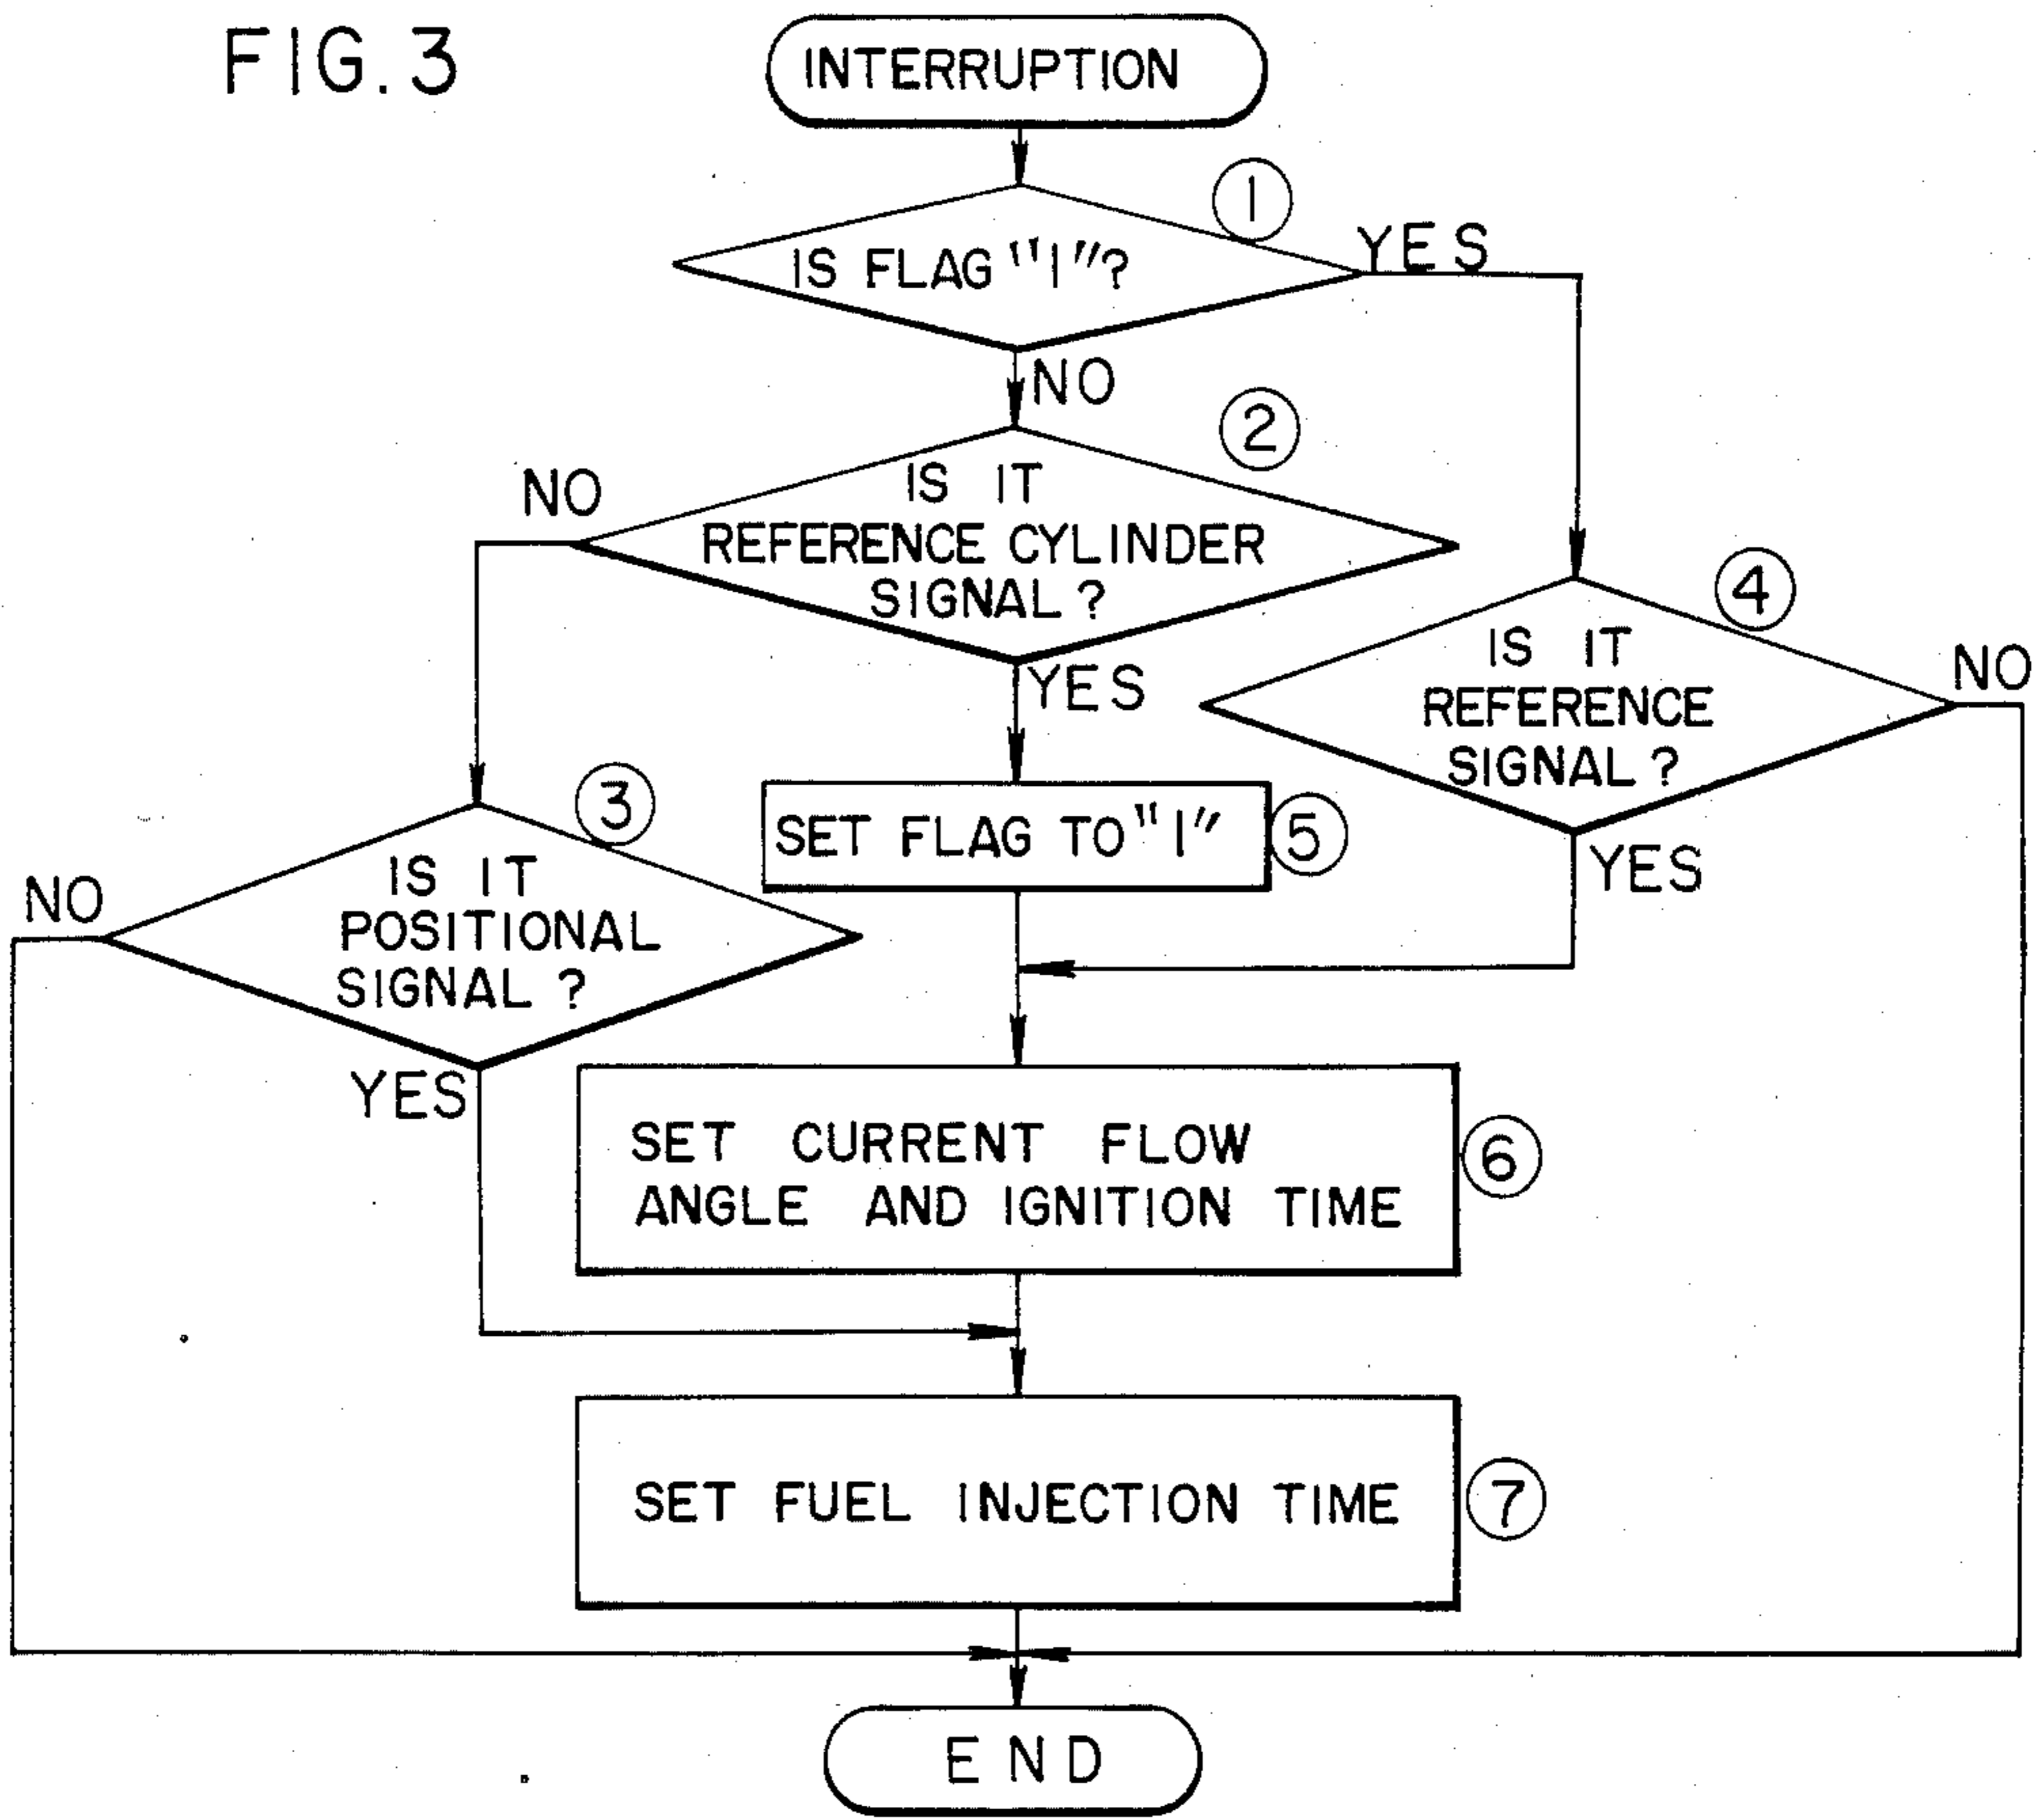 FIG. 3
INTERRUPTION
1
IS FLAG "1"?
YES
NO
2
IS IT
REFERENCE CYLINDER
SIGNAL ?
NO
YES
4
IS IT
REFERENCE
SIGNAL ?
NO
YES
3
IS IT
POSITIONAL
SIGNAL ?
NO
YES
SET FLAG TO "1"
5
SET CURRENT FLOW
ANGLE AND IGNITION TIME
6
SET FUEL INJECTION TIME
7
END